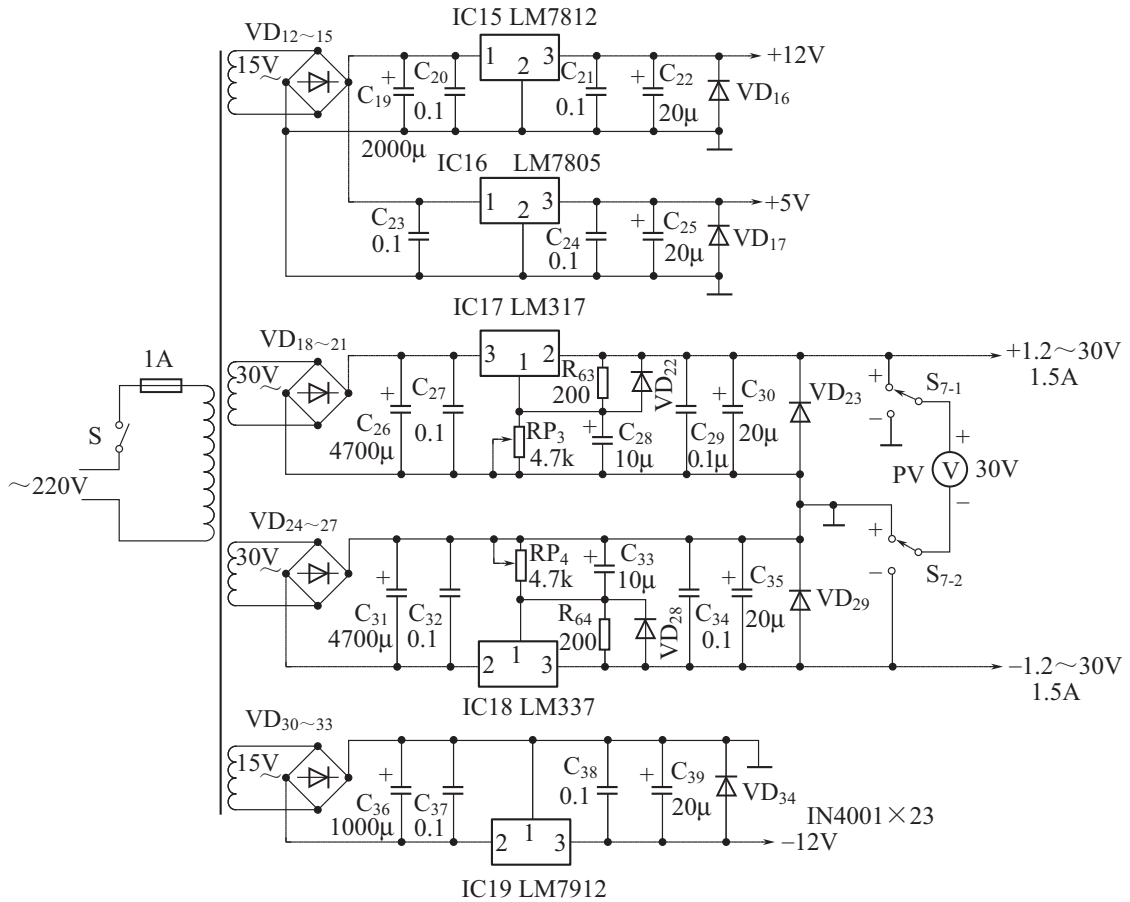 IC15 LM7812
VD12～15
15V
～
1
2
3
+12V
+
C19
2000μ
C20
0.1
C21
0.1
+
C22
20μ
VD16
IC16 LM7805
1
2
3
+5V
C23
0.1
C24
0.1
+
C25
20μ
VD17
IC17 LM317
VD18～21
30V
～
3
1
2
+1.2～30V
1.5A
+
C26
4700μ
C27
0.1
R63
200
VD22
RP3
4.7k
+
C28
10μ
C29
0.1μ
+
C30
20μ
VD23
+
−
S7-1
+
PV
V
30V
−
1A
S
～220V
VD24～27
30V
～
+
C31
4700μ
C32
0.1
RP4
4.7k
+
C33
10μ
R64
200
VD28
C34
0.1
+
C35
20μ
VD29
+
−
S7-2
2
1
3
−1.2～30V
1.5A
IC18 LM337
VD30～33
15V
～
+
C36
1000μ
C37
0.1
C38
0.1
+
C39
20μ
VD34
IN4001×23
2
1
3
−12V
IC19 LM7912